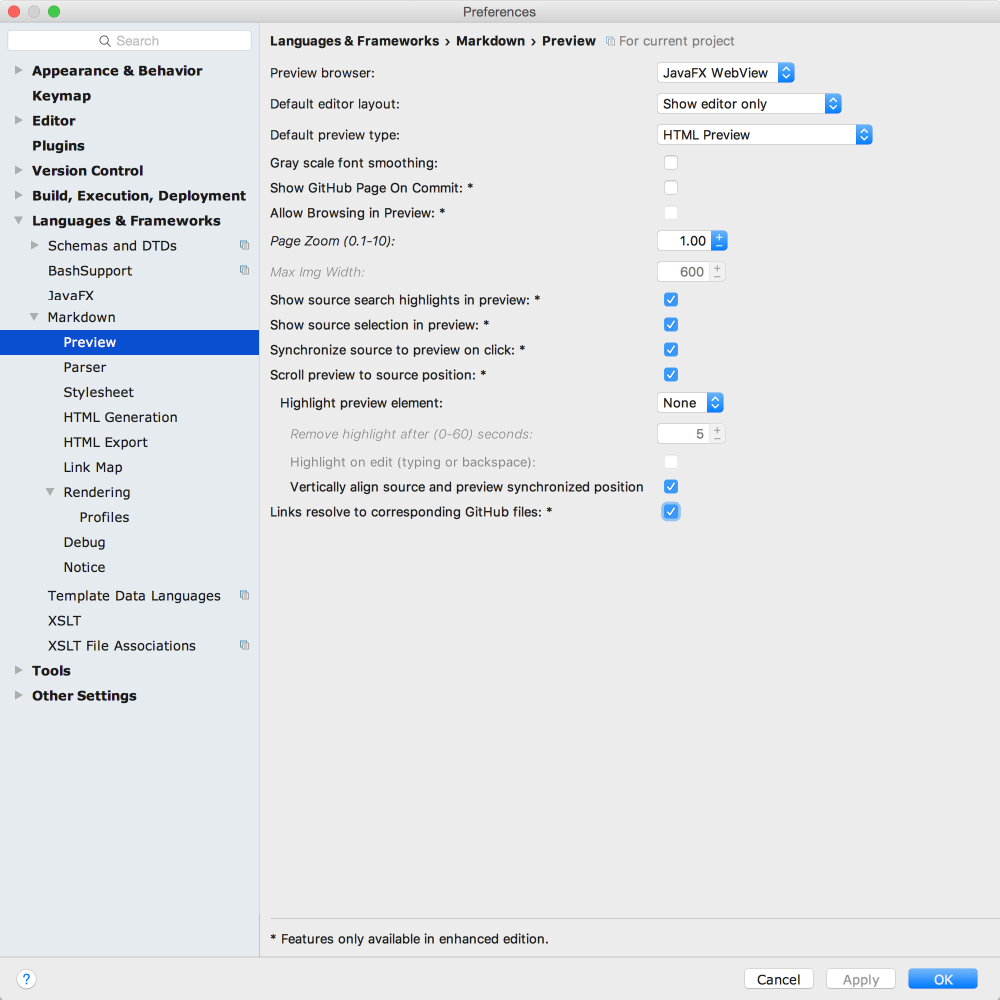 Preferences
Search
Appearance & Behavior
Keymap
Editor
Plugins
Version Control
Build, Execution, Deployment
Languages & Frameworks
Schemas and DTDs
BashSupport
JavaFX
Markdown
Preview
Parser
Stylesheet
HTML Generation
HTML Export
Link Map
Rendering
Profiles
Debug
Notice
Template Data Languages
XSLT
XSLT File Associations
Tools
Other Settings
Languages & Frameworks › Markdown › Preview For current project
Preview browser: JavaFX WebView
Default editor layout: Show editor only
Default preview type: HTML Preview
Gray scale font smoothing:
Show GitHub Page On Commit: *
Allow Browsing in Preview: *
Page Zoom (0.1-10): 1.00
Max Img Width: 600
Show source search highlights in preview: *
Show source selection in preview: *
Synchronize source to preview on click: *
Scroll preview to source position: *
Highlight preview element: None
Remove highlight after (0-60) seconds: 5
Highlight on edit (typing or backspace):
Vertically align source and preview synchronized position
Links resolve to corresponding GitHub files: *
* Features only available in enhanced edition.
? Cancel Apply OK